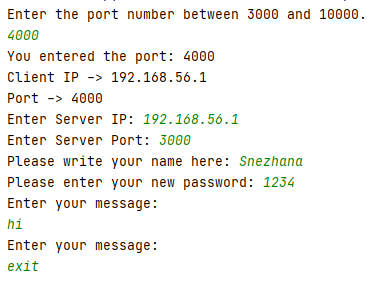 Enter the port number between 3000 and 10000.
4000
You entered the port: 4000
Client IP -> 192.168.56.1
Port -> 4000
Enter Server IP: 192.168.56.1
Enter Server Port: 3000
Please write your name here: Snezhana
Please enter your new password: 1234
Enter your message:
hi
Enter your message:
exit